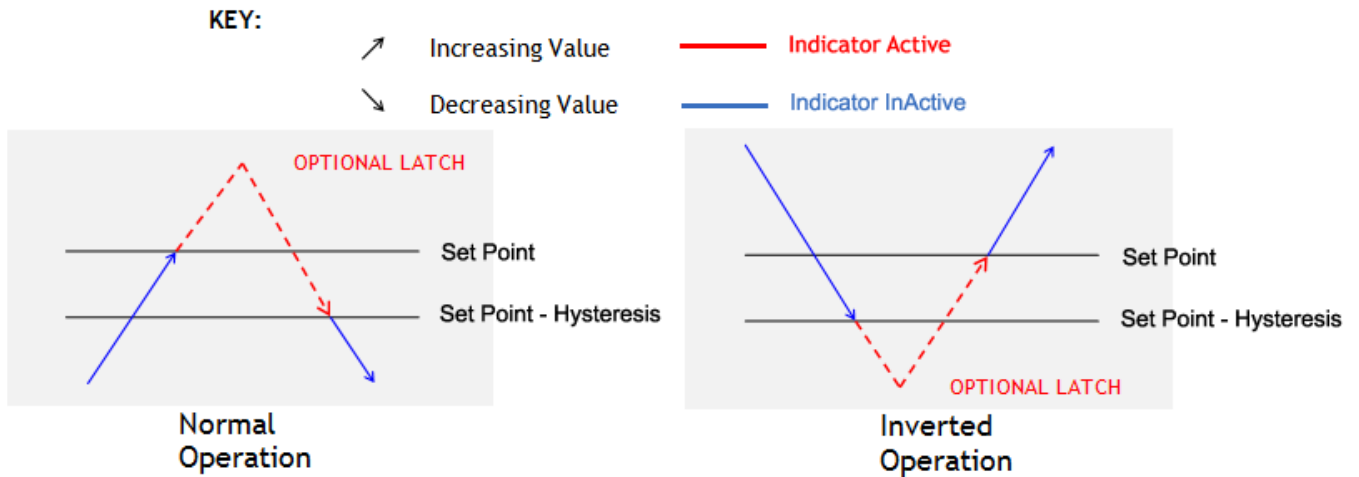 KEY:
Increasing Value
Indicator Active
Decreasing Value
Indicator InActive
OPTIONAL LATCH
Set Point
Set Point - Hysteresis
Normal
Operation
Set Point
Set Point - Hysteresis
OPTIONAL LATCH
Inverted
Operation